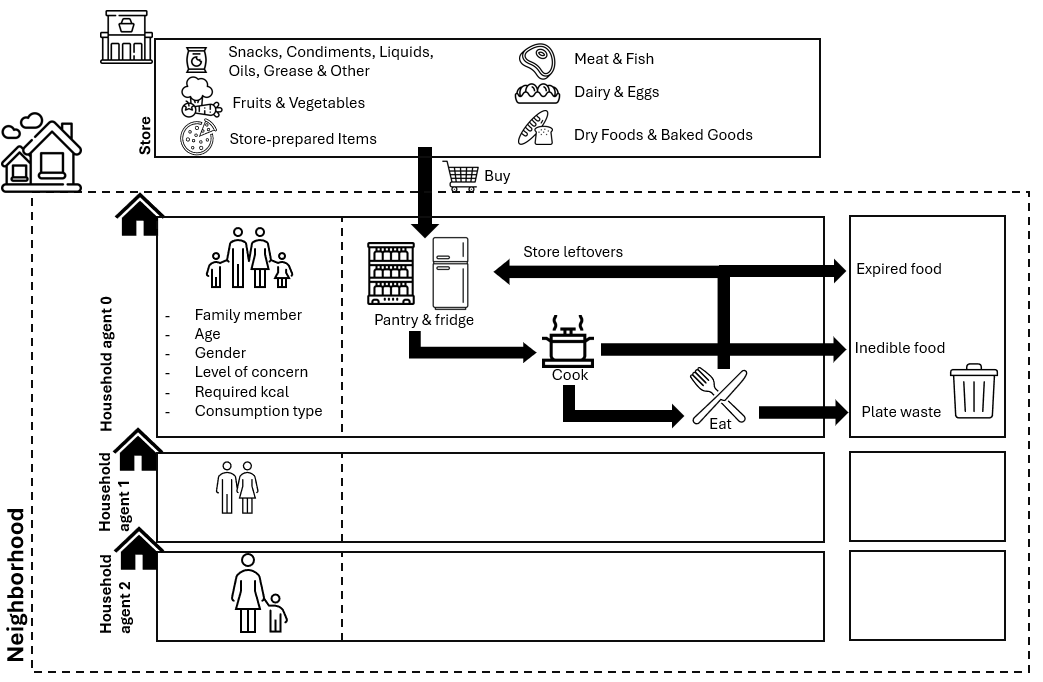 Snacks, Condiments, Liquids,
Oils, Grease & Other
Fruits & Vegetables
Store-prepared Items
Meat & Fish
Dairy & Eggs
Dry Foods & Baked Goods
Store
Buy
Household agent 0
- Family member
- Age
- Gender
- Level of concern
- Required kcal
- Consumption type
Store leftovers
Pantry & fridge
Cook
Eat
Expired food
Inedible food
Plate waste
Household
agent 1
Household
agent 2
Neighborhood